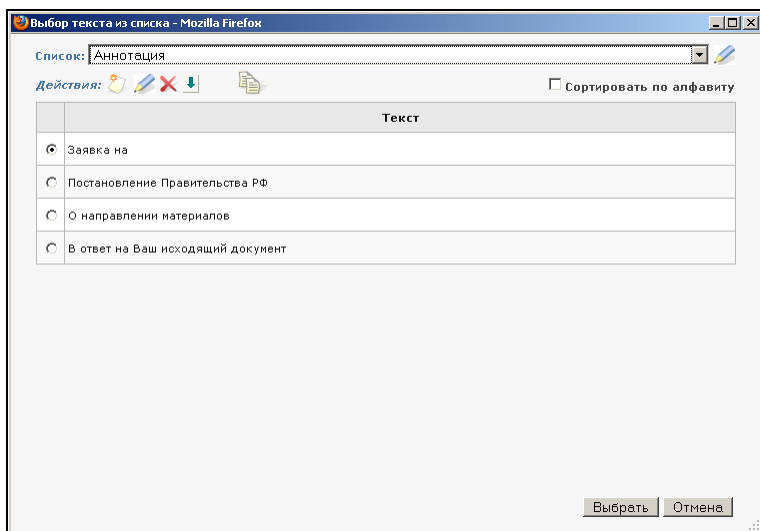 Выбор текста из списка - Mozilla Firefox
Список: Аннотация
Действия: Сортировать по алфавиту
Текст
Заявка на
Постановление Правительства РФ
О направлении материалов
В ответ на Ваш исходящий документ
Выбрать Отмена